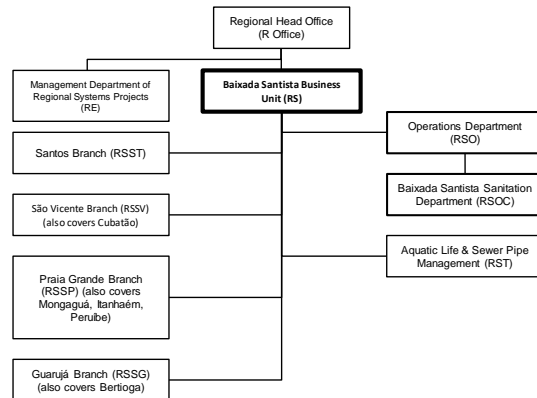 Regional Head Office
(R Office)
Management Department of
Regional Systems Projects
(RE)
Baixada Santista Business
Unit (RS)
Operations Department
(RSO)
Santos Branch (RSST)
Baixada Santista Sanitation
Department (RSOC)
São Vicente Branch (RSSV)
(also covers Cubatão)
Aquatic Life & Sewer Pipe
Management (RST)
Praia Grande Branch
(RSSP) (also covers
Mongaguá, Itanhaém,
Peruíbe)
Guarujá Branch (RSSG)
(also covers Bertioga)